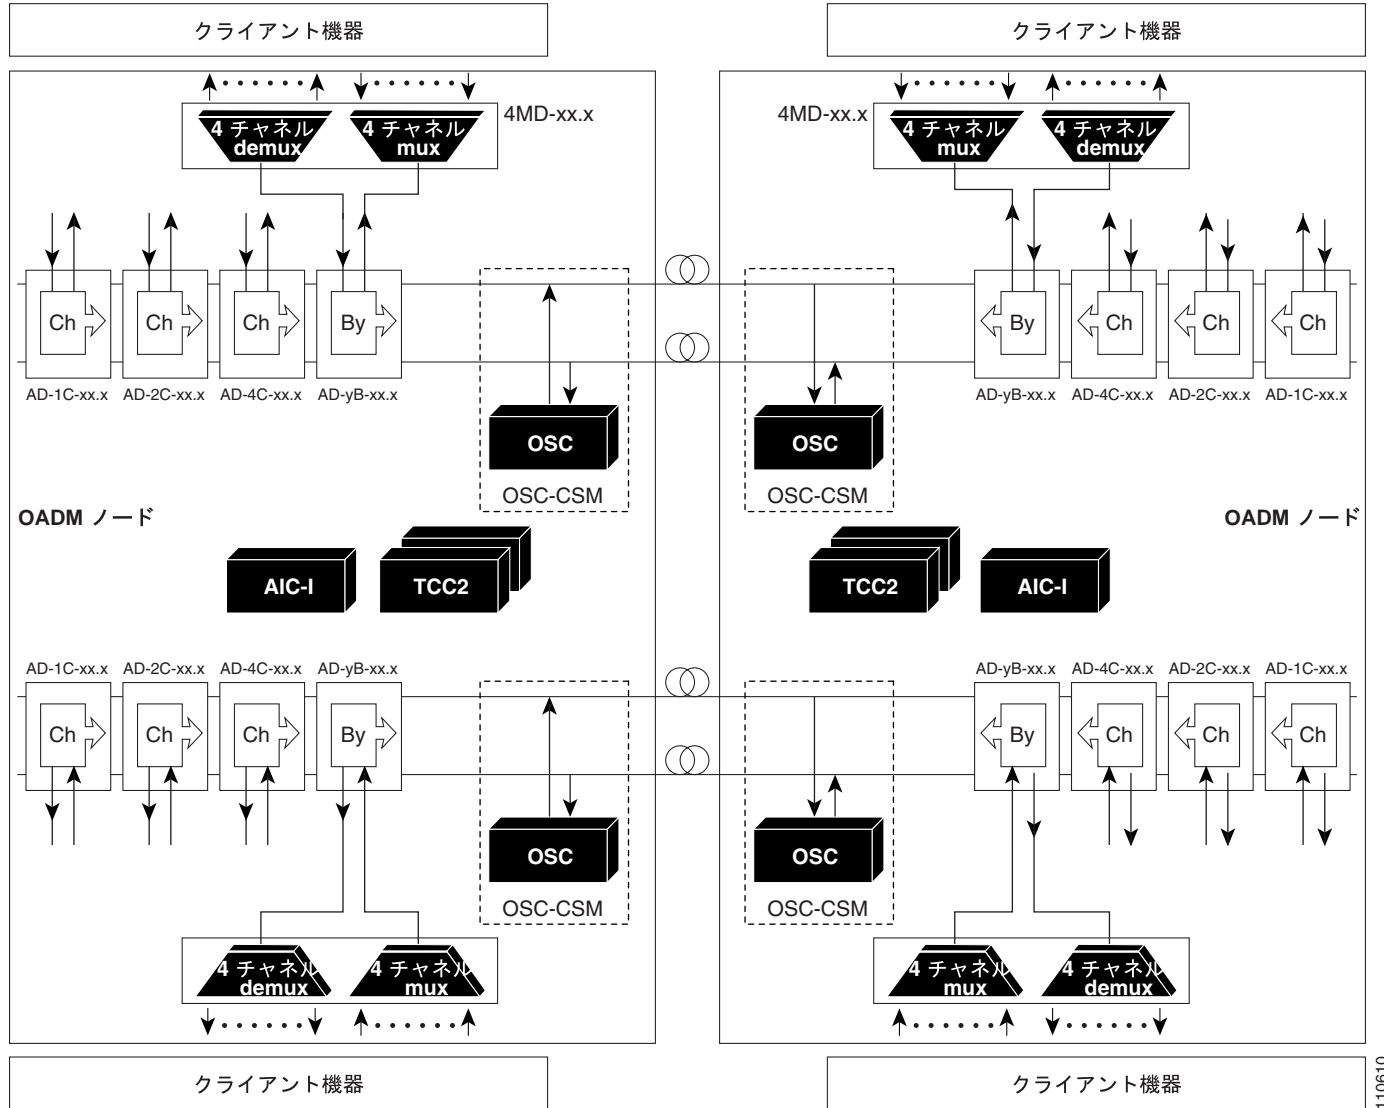 クライアント機器
クライアント機器
4 チャネル
demux
4 チャネル
mux
4MD-xx.x
4MD-xx.x
4 チャネル
mux
4 チャネル
demux
Ch
Ch
Ch
By
By
Ch
Ch
Ch
AD-1C-xx.x
AD-2C-xx.x
AD-4C-xx.x
AD-yB-xx.x
AD-yB-xx.x
AD-4C-xx.x
AD-2C-xx.x
AD-1C-xx.x
OSC
OSC
OSC-CSM
OSC-CSM
OADM ノード
OADM ノード
AIC-I
TCC2
TCC2
AIC-I
AD-1C-xx.x
AD-2C-xx.x
AD-4C-xx.x
AD-yB-xx.x
AD-yB-xx.x
AD-4C-xx.x
AD-2C-xx.x
AD-1C-xx.x
Ch
Ch
Ch
By
By
Ch
Ch
Ch
OSC
OSC
OSC-CSM
OSC-CSM
4 チャネル
demux
4 チャネル
mux
4 チャネル
mux
4 チャネル
demux
クライアント機器
クライアント機器
110610